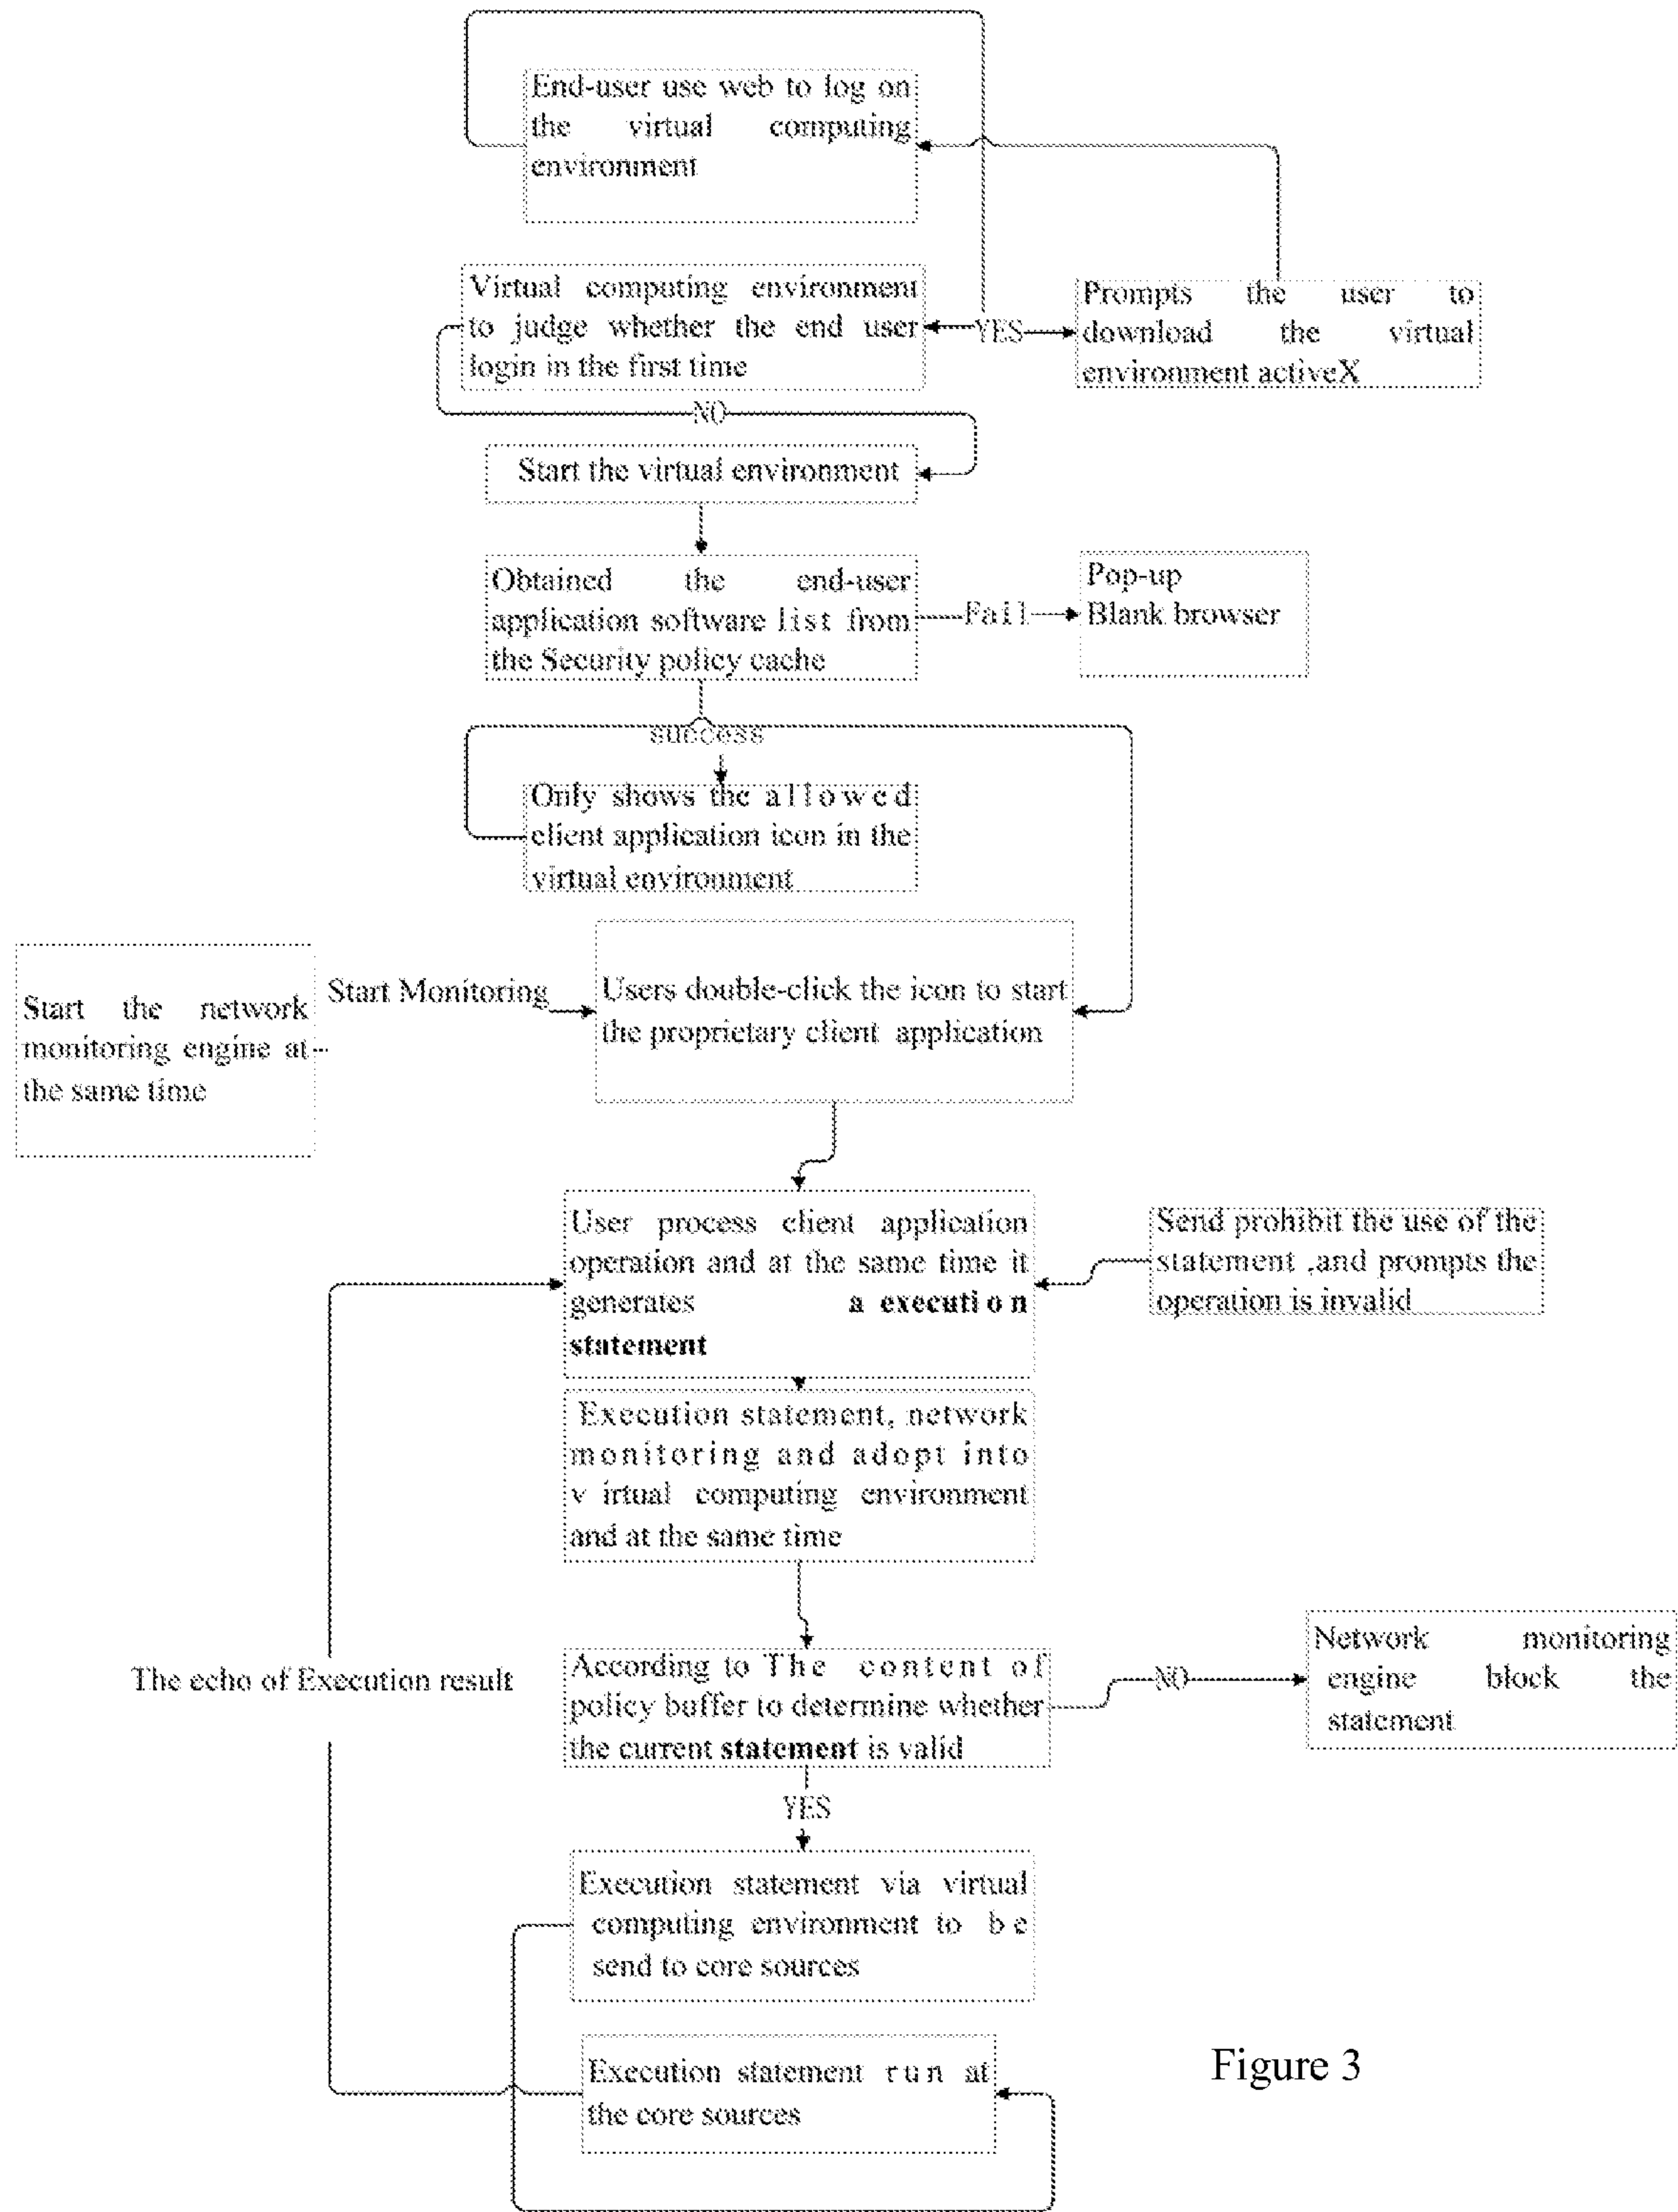 End-user use web to log on
the virtual computing
environment
Virtual computing environment
to judge whether the end user
login in the first time
YES
Prompts the user to
download the virtual
environment activeX
NO
Start the virtual environment
Obtained the end-user
application software list from
the Security policy cache
Fail
Pop-up
Blank browser
success
Only shows the allowed
client application icon in the
virtual environment
Start the network
monitoring engine at
the same time
Start Monitoring
Users double-click the icon to start
the proprietary client application
User process client application
operation and at the same time it
generates a execution
statement
Send prohibit the use of the
statement ,and prompts the
operation is invalid
Execution statement, network
monitoring and adopt into
v irtual computing environment
and at the same time
The echo of Execution result
According to The content of
policy buffer to determine whether
the current statement is valid
NO
Network monitoring
engine block the
statement
YES
Execution statement via virtual
computing environment to be
send to core sources
Execution statement run at
the core sources
Figure 3